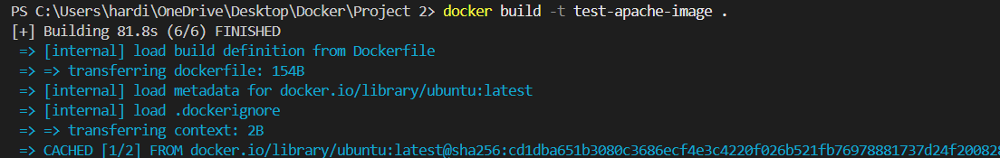 PS C:\Users\hardi\OneDrive\Desktop\Docker\Project 2> docker build -t test-apache-image .
[+] Building 81.8s (6/6) FINISHED
=> [internal] load build definition from Dockerfile
=> => transferring dockerfile: 154B
=> [internal] load metadata for docker.io/library/ubuntu:latest
=> [internal] load .dockerignore
=> => transferring context: 2B
=> CACHED [1/2] FROM docker.io/library/ubuntu:latest@sha256:cd1dba651b3080c3686ecf4e3c4220f026b521fb76978881737d24f200828